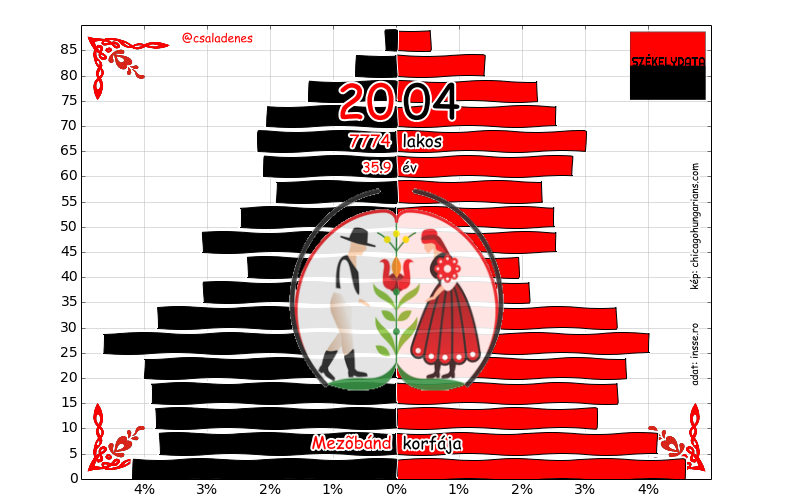 @csaladenes
SZÉKELYDATA
2004
7774 lakos
35.9 év
kép: chicagohungarians.com
adat: insse.ro
Mezõbánd korfája
85
80
75
70
65
60
55
50
45
40
35
30
25
20
15
10
5
0
4% 3% 2% 1% 0% 1% 2% 3% 4%